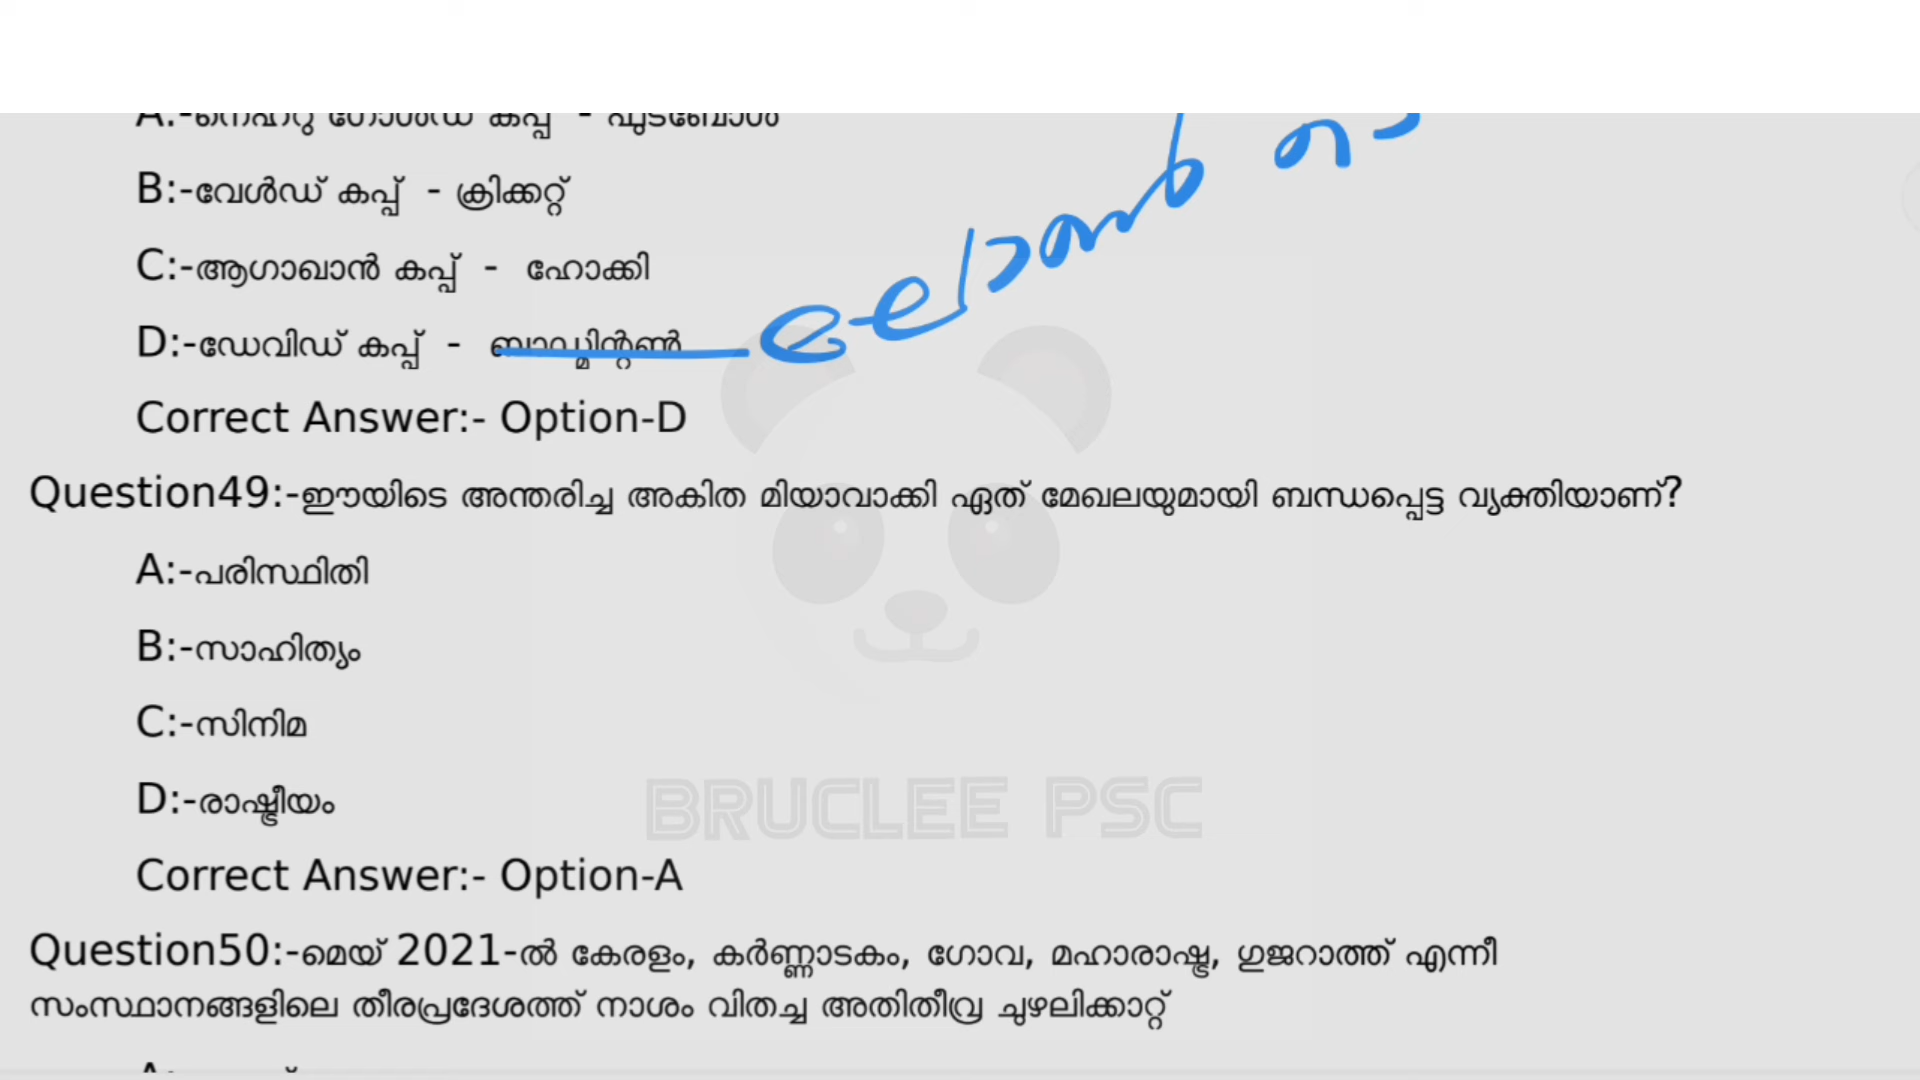 A:-നെഹ്റു ഗോൾഡ് കപ്പ് - ഫുട്ബോൾ
B:-വേൾഡ് കപ്പ് - ക്രിക്കറ്റ്
C:-ആഗാഖാൻ കപ്പ് - ഹോക്കി
D:-ഡേവിഡ് കപ്പ് - ബാഡ്മിന്റൺ
Correct Answer:- Option-D
Question49:-ഈയിടെ അന്തരിച്ച അകിത മിയാവാക്കി ഏത് മേഖലയുമായി ബന്ധപ്പെട്ട വ്യക്തിയാണ്?
A:-പരിസ്ഥിതി
B:-സാഹിത്യം
C:-സിനിമ
D:-രാഷ്ട്രീയം
BRUCLEE PSC
Correct Answer:- Option-A
Question50:-മെയ് 2021-ൽ കേരളം, കർണ്ണാടകം, ഗോവ, മഹാരാഷ്ട്ര, ഗുജറാത്ത് എന്നീ
സംസ്ഥാനങ്ങളിലെ തീരപ്രദേശത്ത് നാശം വിതച്ച അതിതീവ്ര ചുഴലിക്കാറ്റ്